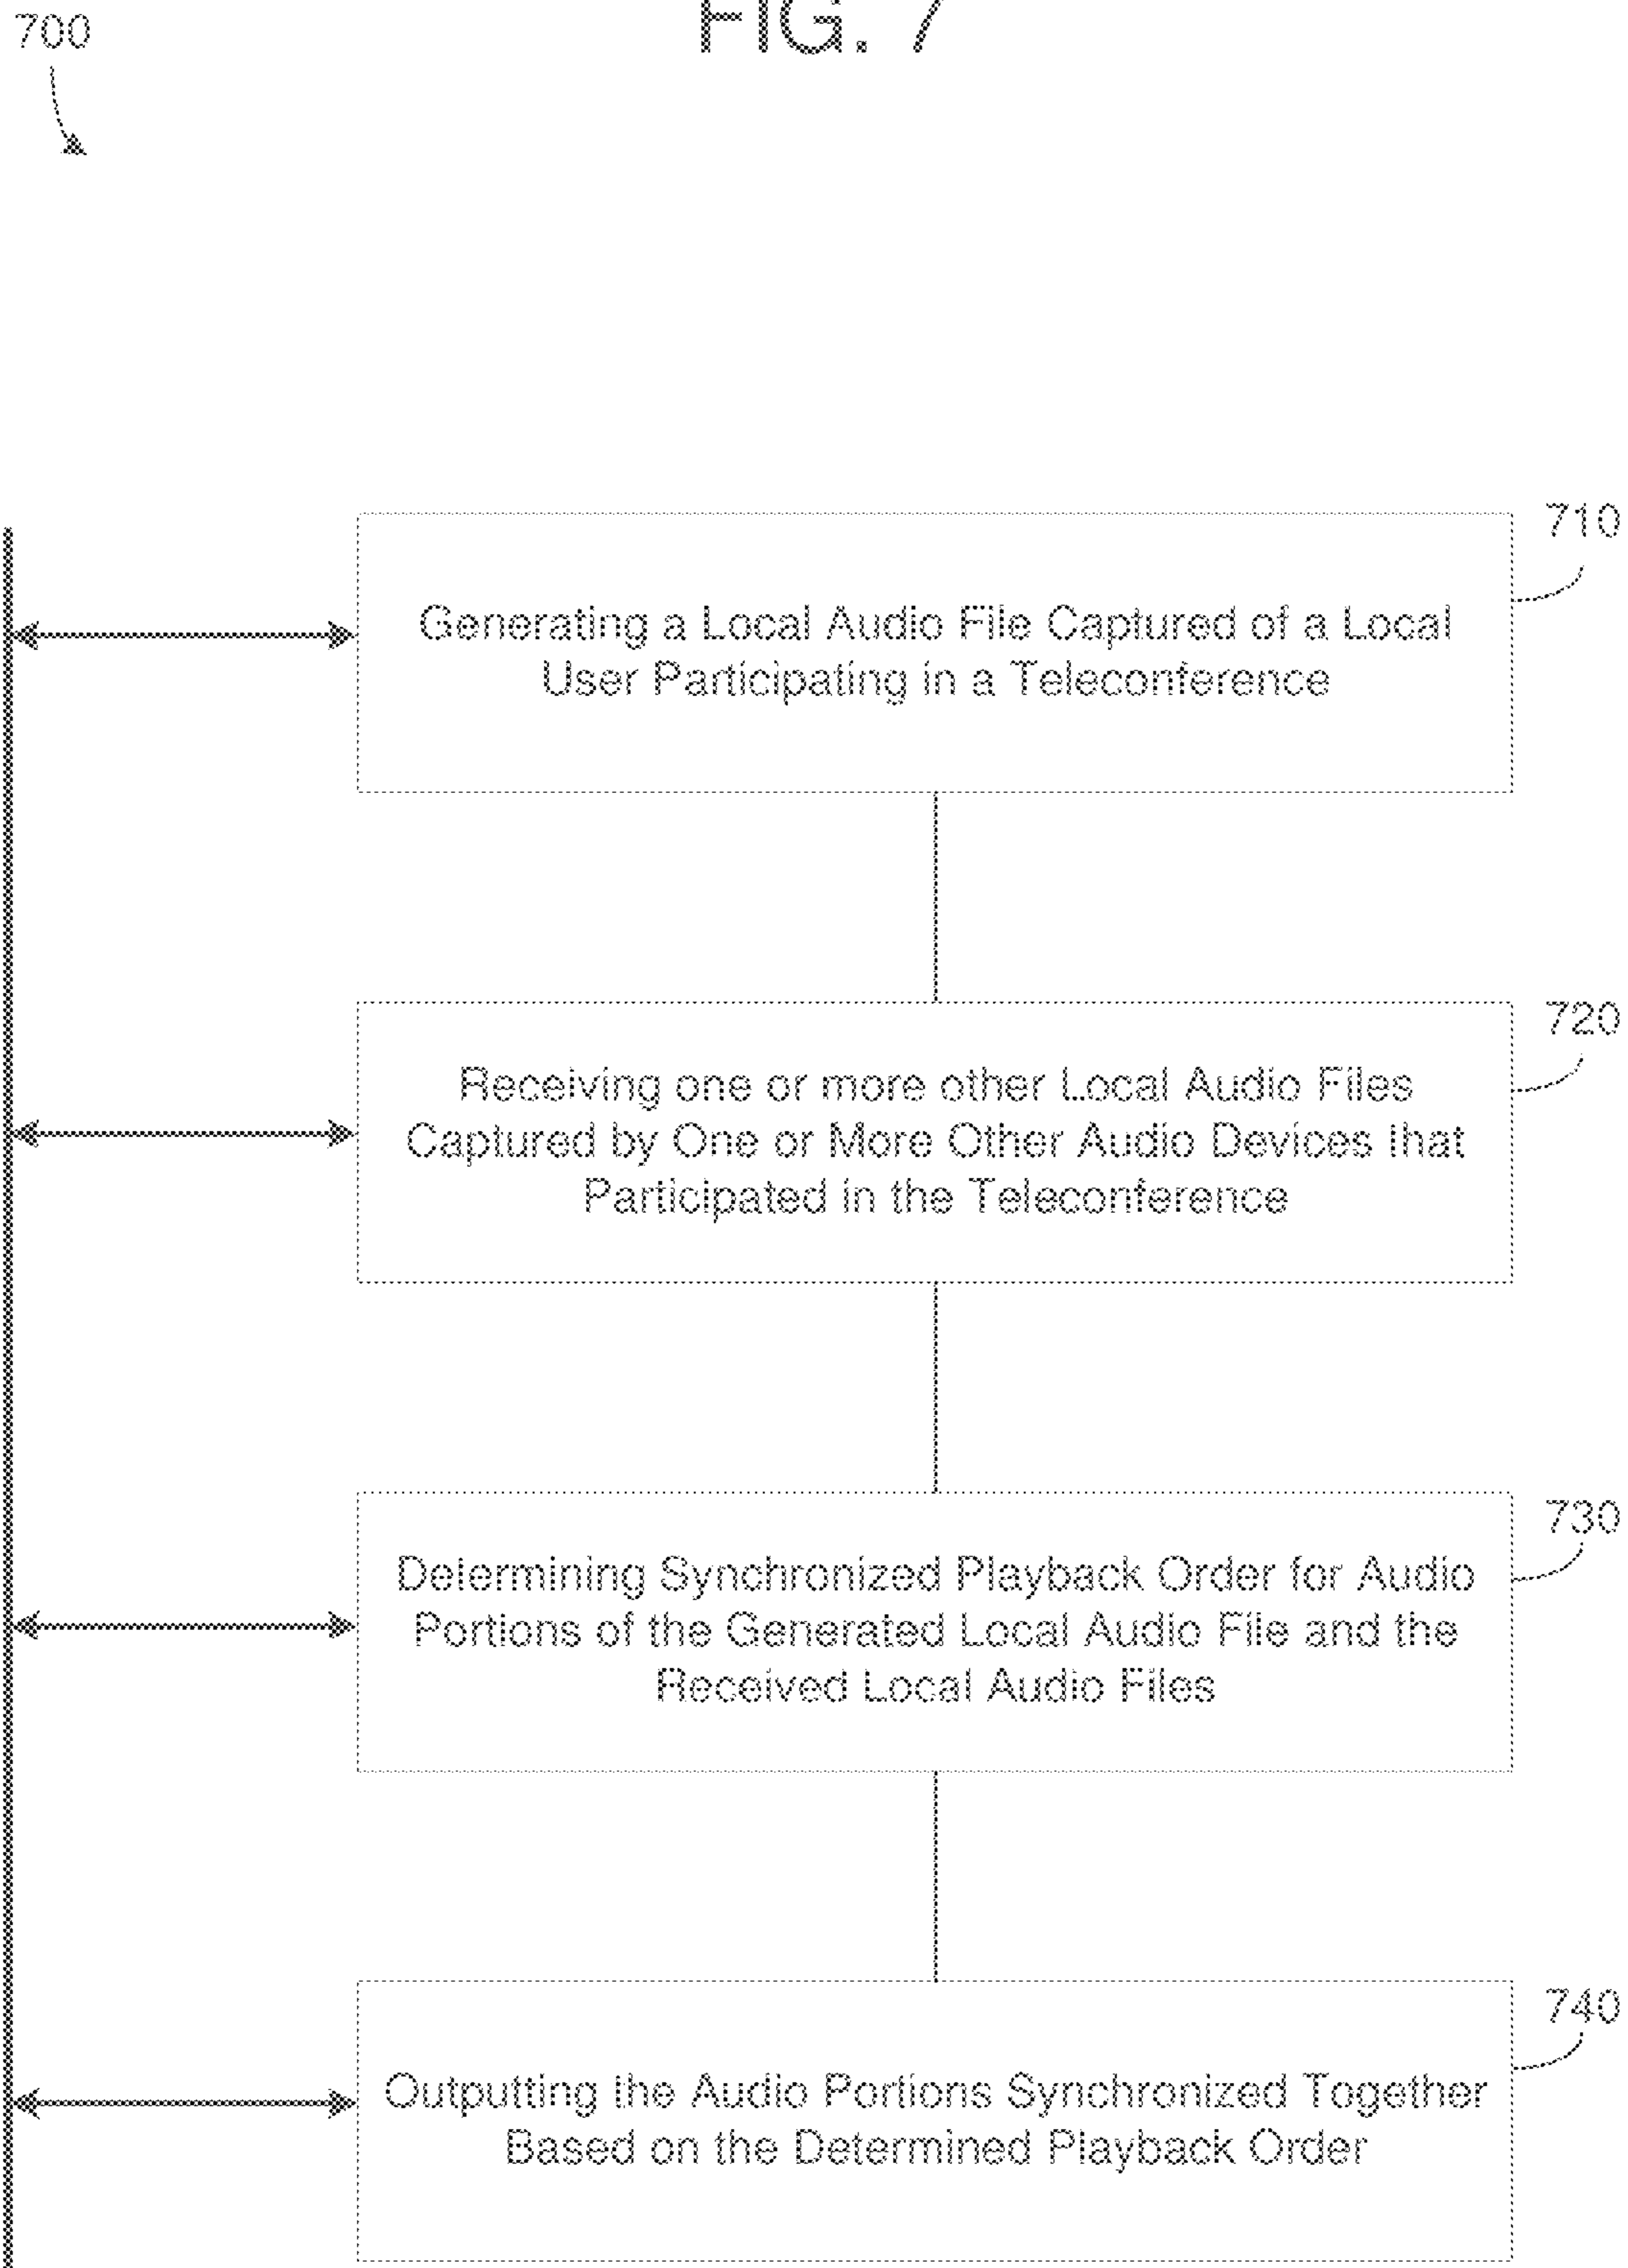 FIG. 7
700
710
Generating a Local Audio File Captured of a Local
User Participating in a Teleconference
720
Receiving one or more other Local Audio Files
Captured by One or More Other Audio Devices that
Participated in the Teleconference
730
Determining Synchronized Playback Order for Audio
Portions of the Generated Local Audio File and the
Received Local Audio Files
740
Outputting the Audio Portions Synchronized Together
Based on the Determined Playback Order